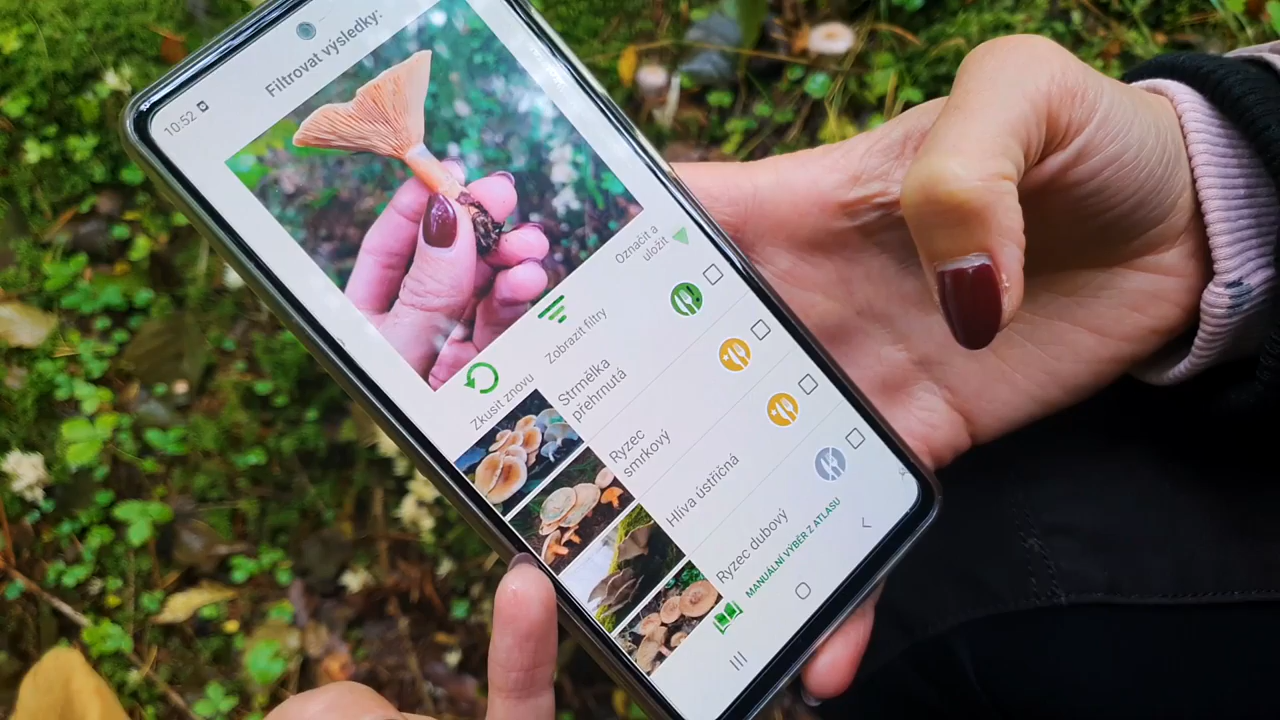 10:52
Filtrovat výsledky:
Zkusit znovu
Zobrazit filtry
Označit a
uložit
Strmělka
přehrnutá
Ryzec
smrkový
Hlíva ústřičná
Ryzec dubový
MANUÁLNÍ VÝBĚR Z ATLASU